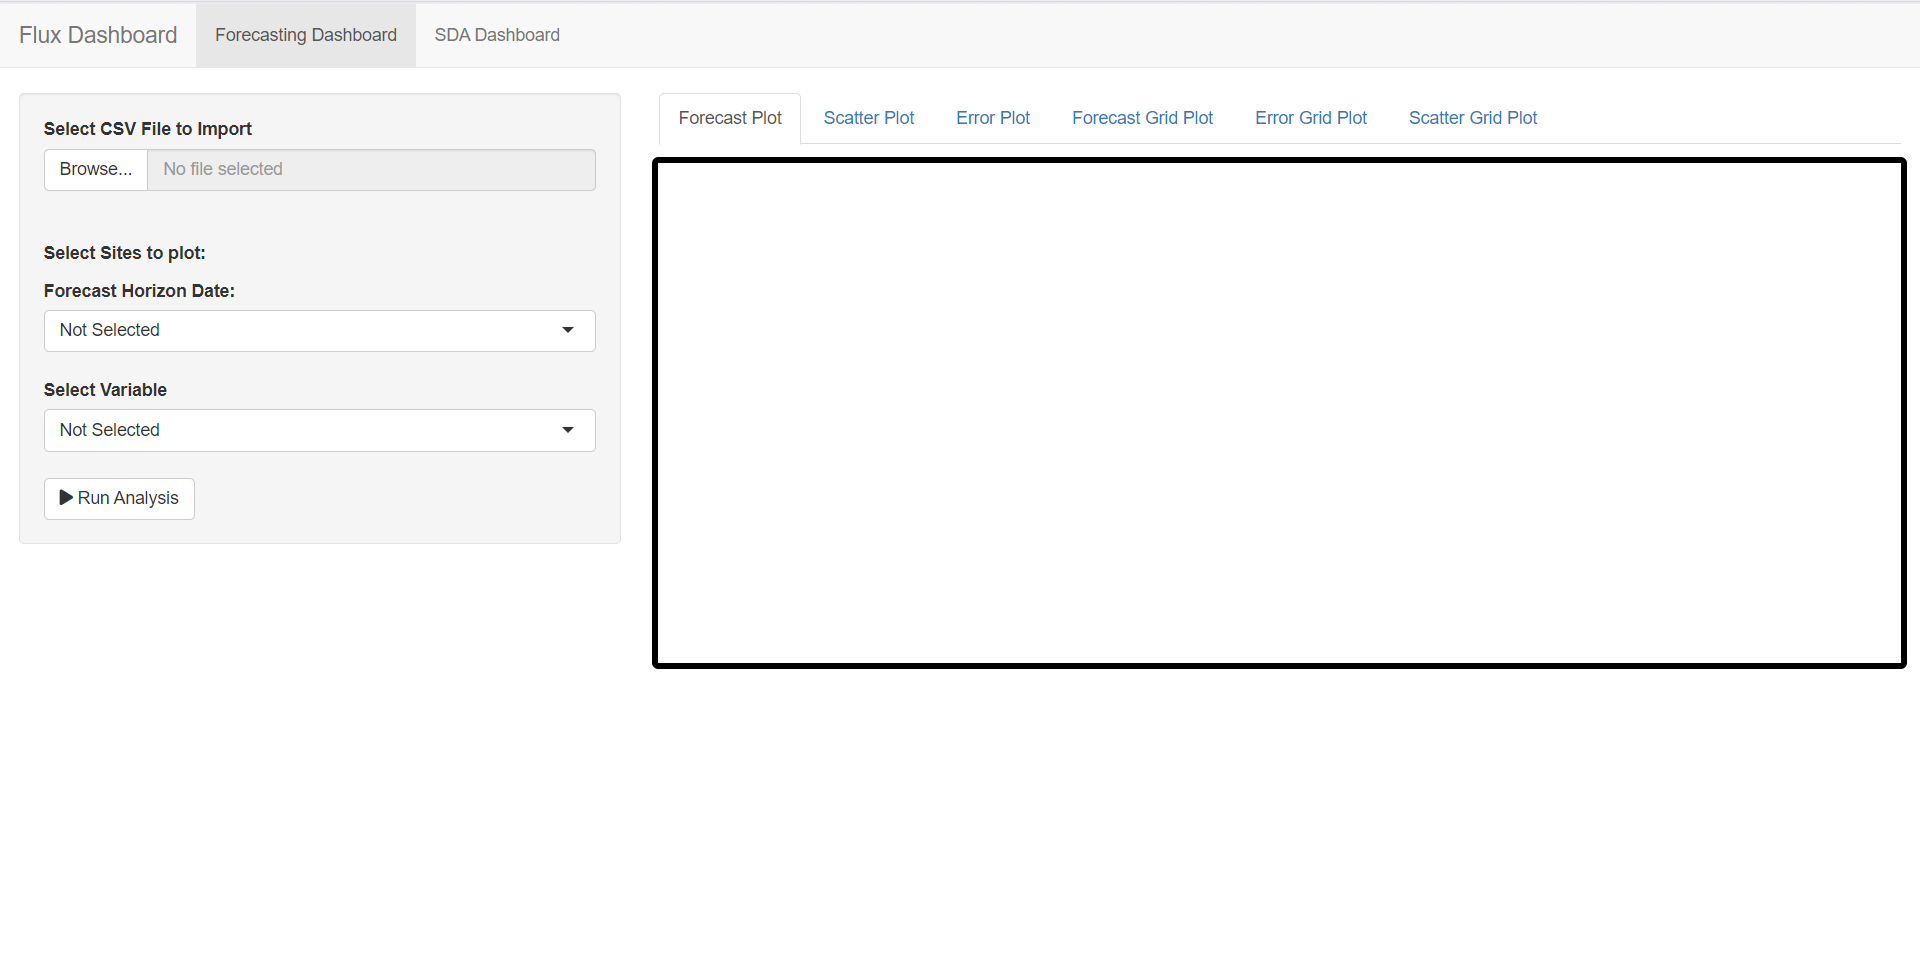 Flux Dashboard Forecasting Dashboard SDA Dashboard
Select CSV File to Import
Browse... No file selected
Select Sites to plot:
Forecast Horizon Date:
Not Selected
Select Variable
Not Selected
Run Analysis
Forecast Plot Scatter Plot Error Plot Forecast Grid Plot Error Grid Plot Scatter Grid Plot